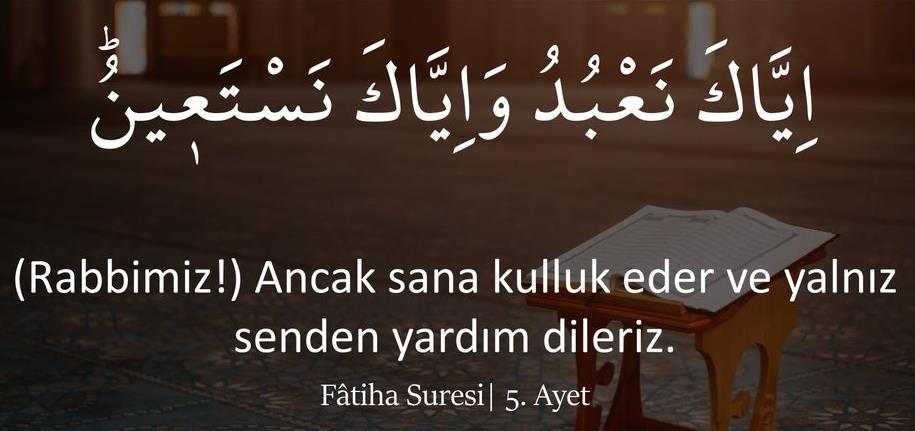 اِيَّاكَ نَعْبُدُ وَاِيَّاكَ نَسْتَع۪ينُۜ
(Rabbimiz!) Ancak sana kulluk eder ve yalnız
senden yardım dileriz.
Fâtiha Suresi| 5. Ayet